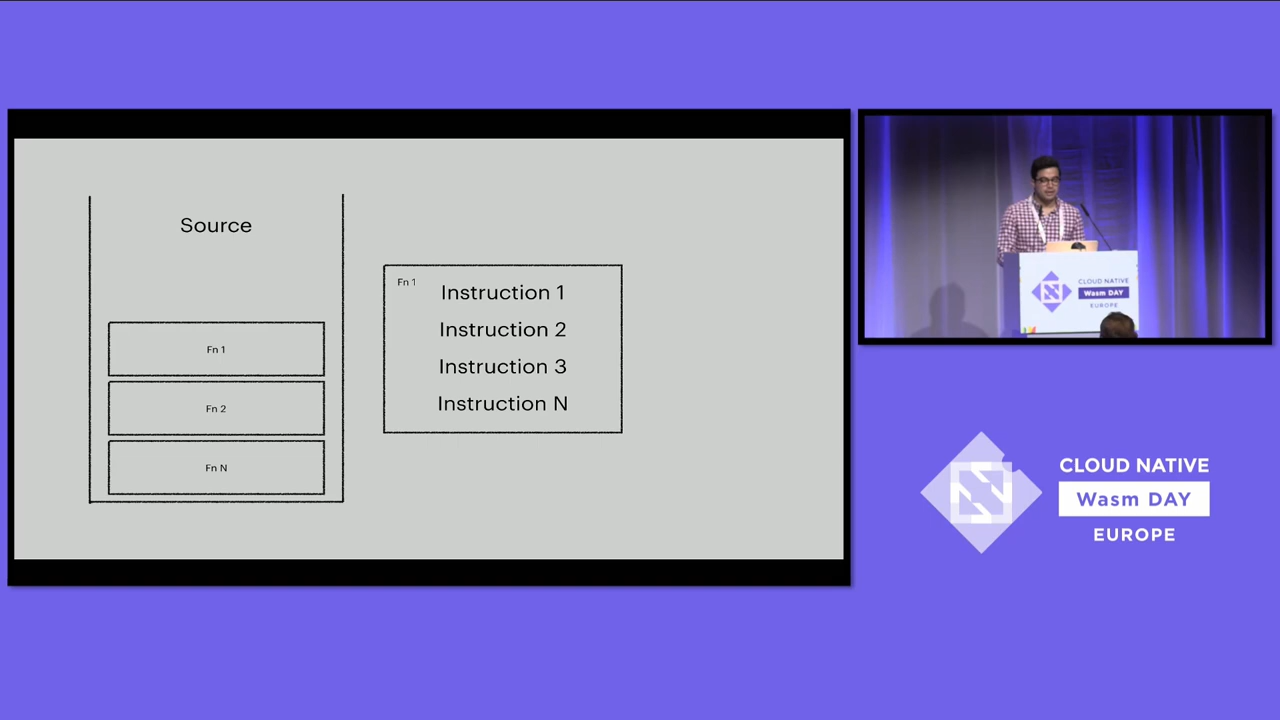 Source
Fn 1
Fn 2
Fn N
Fn 1
Instruction 1
Instruction 2
Instruction 3
Instruction N
CLOUD NATIVE
Wasm DAY
EUROPE
CLOUD NATIVE
Wasm DAY
EUROPE